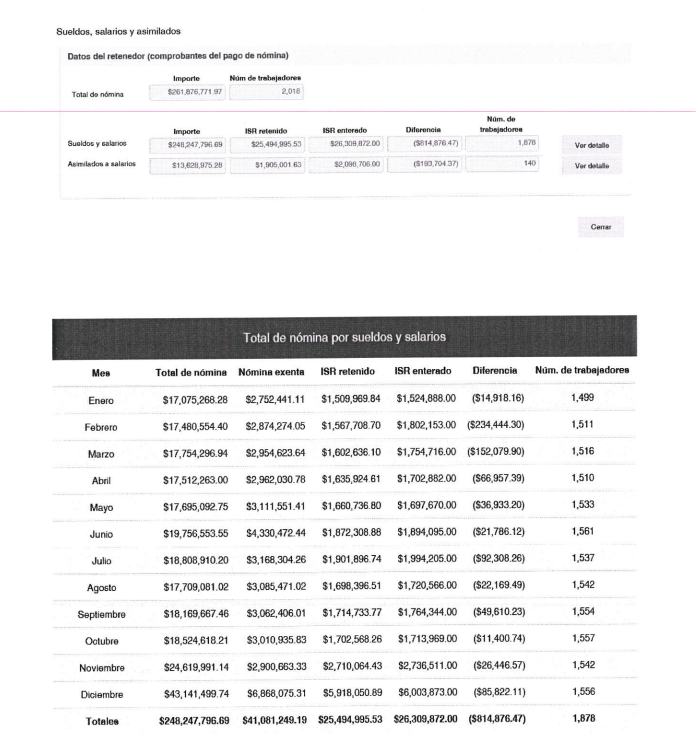 Sueldos, salarios y asimilados
Datos del retenedor (comprobantes del pago de nómina)
Importe Núm de trabajadores
Total de nómina $261,876,771.97 2,018
Importe ISR retenido ISR enterado Diferencia Núm. de trabajadores
Sueldos y salarios $248,247,796.69 $25,494,995.53 $26,309,872.00 ($814,876.47) 1,878 Ver detalle
Asimilados a salarios $13,628,975.28 $1,905,001.63 $2,098,706.00 ($193,704.37) 140 Ver detalle
Cerrar
Total de nómina por sueldos y salarios
Mes Total de nómina Nómina exenta ISR retenido ISR enterado Diferencia Núm. de trabajadores
Enero $17,075,268.28 $2,752,441.11 $1,509,969.84 $1,524,888.00 ($14,918.16) 1,499
Febrero $17,480,554.40 $2,874,274.05 $1,567,708.70 $1,802,153.00 ($234,444.30) 1,511
Marzo $17,754,296.94 $2,954,623.64 $1,602,636.10 $1,754,716.00 ($152,079.90) 1,516
Abril $17,512,263.00 $2,962,030.78 $1,635,924.61 $1,702,882.00 ($66,957.39) 1,510
Mayo $17,695,092.75 $3,111,551.41 $1,660,736.80 $1,697,670.00 ($36,933.20) 1,533
Junio $19,756,553.55 $4,330,472.44 $1,872,308.88 $1,894,095.00 ($21,786.12) 1,561
Julio $18,808,910.20 $3,168,304.26 $1,901,896.74 $1,994,205.00 ($92,308.26) 1,537
Agosto $17,709,081.02 $3,085,471.02 $1,698,396.51 $1,720,566.00 ($22,169.49) 1,542
Septiembre $18,169,667.46 $3,062,406.01 $1,714,733.77 $1,764,344.00 ($49,610.23) 1,554
Octubre $18,524,618.21 $3,010,935.83 $1,702,568.26 $1,713,969.00 ($11,400.74) 1,557
Noviembre $24,619,991.14 $2,900,663.33 $2,710,064.43 $2,736,511.00 ($26,446.57) 1,542
Diciembre $43,141,499.74 $6,868,075.31 $5,918,050.89 $6,003,873.00 ($85,822.11) 1,556
Totales $248,247,796.69 $41,081,249.19 $25,494,995.53 $26,309,872.00 ($814,876.47) 1,878